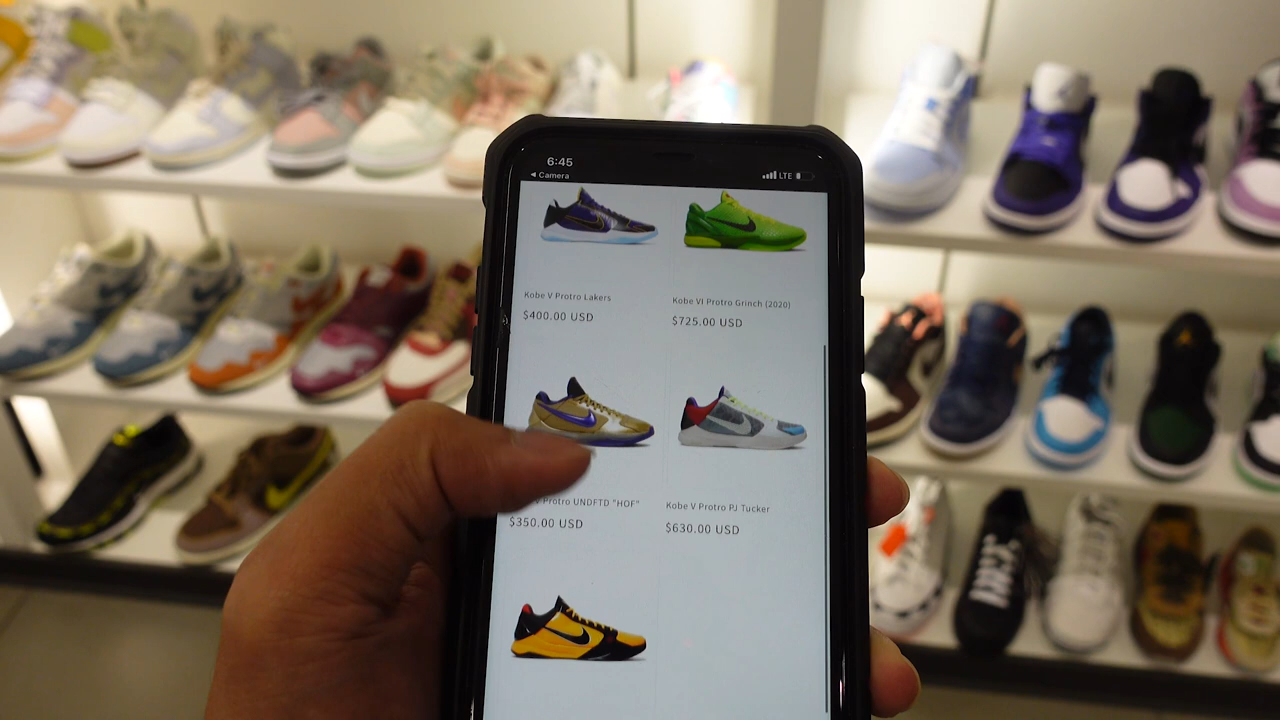 6:45
◀ Camera
LTE
Kobe V Protro Lakers
$400.00 USD
Kobe VI Protro Grinch (2020)
$725.00 USD
V Protro UNDFTD "HOF"
$350.00 USD
Kobe V Protro PJ Tucker
$630.00 USD